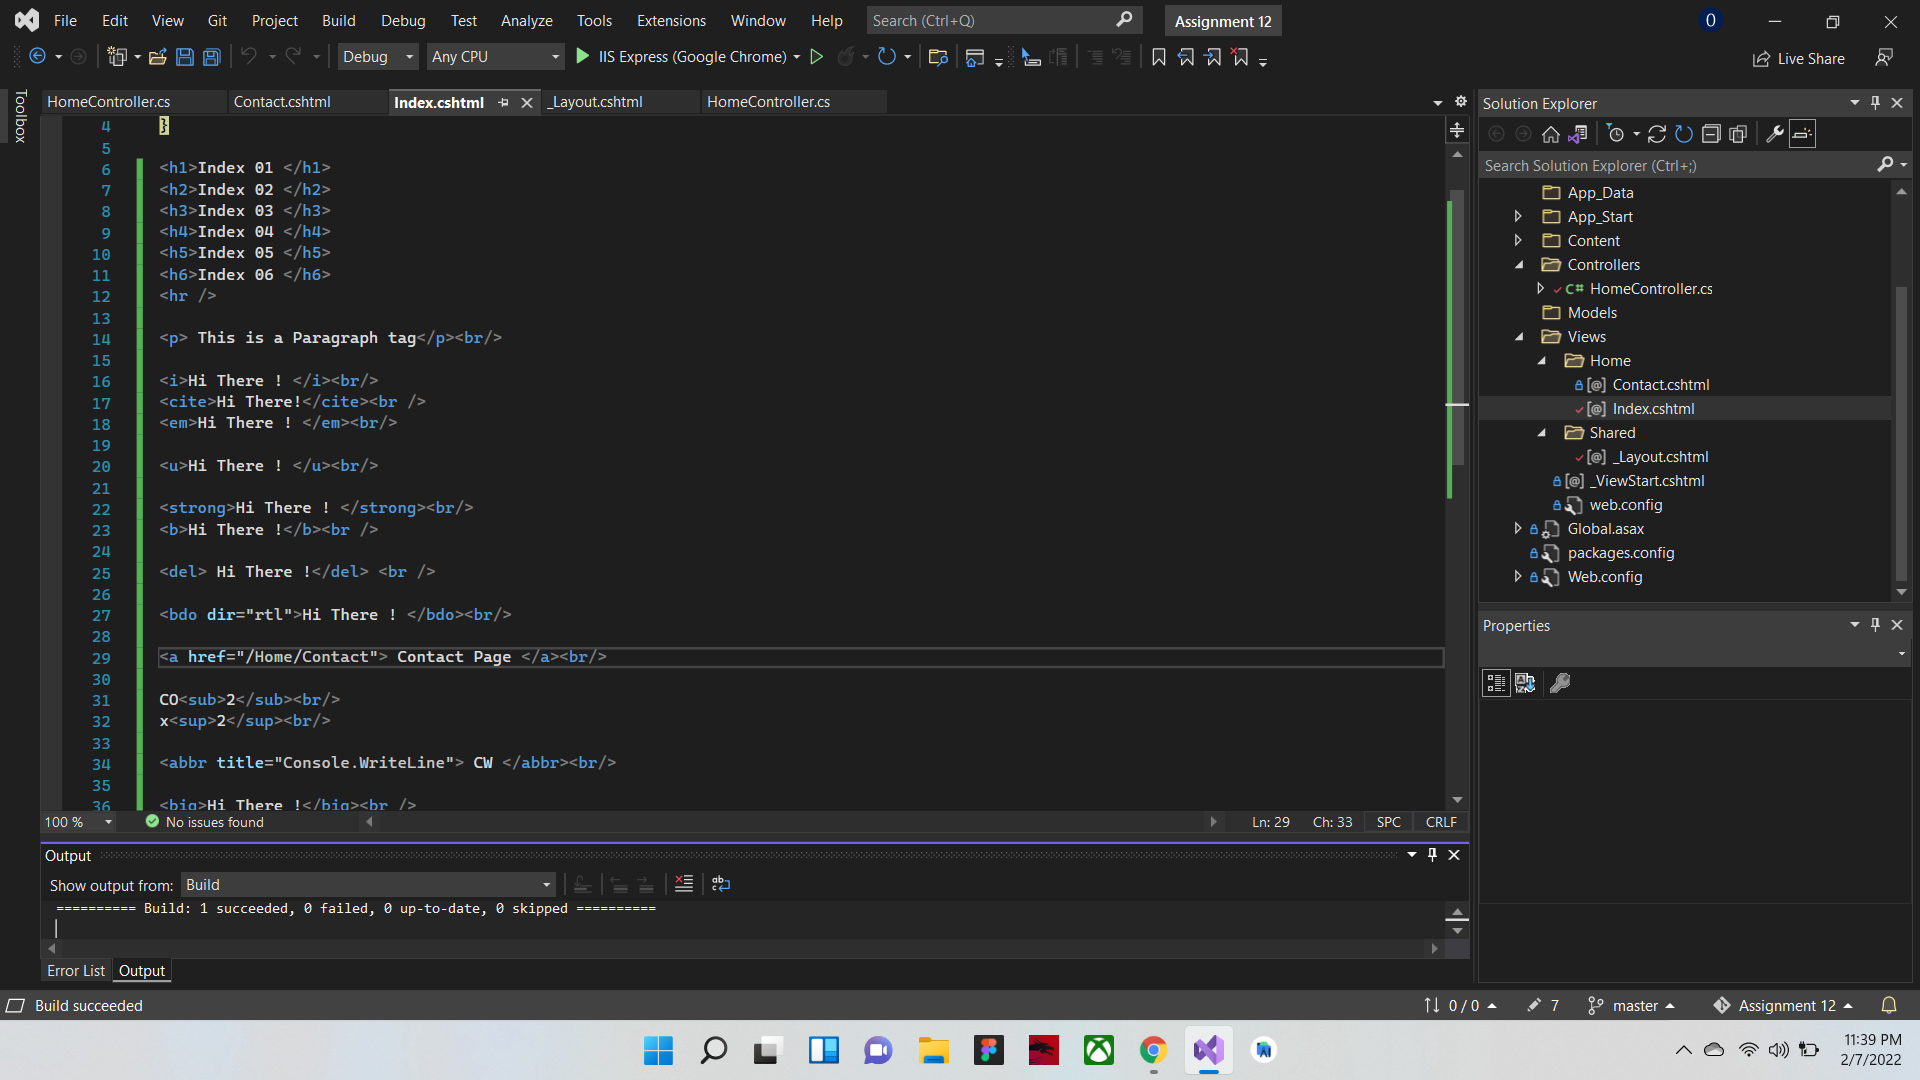 File Edit View Git Project Build Debug Test Analyze Tools Extensions Window Help Search (Ctrl+Q) Assignment 12 O
Debug Any CPU IIS Express (Google Chrome) Live Share
Toolbox
HomeController.cs Contact.cshtml Index.cshtml _Layout.cshtml HomeController.cs
4 }
5
6 <h1>Index 01 </h1>
7 <h2>Index 02 </h2>
8 <h3>Index 03 </h3>
9 <h4>Index 04 </h4>
10 <h5>Index 05 </h5>
11 <h6>Index 06 </h6>
12 <hr />
13
14 <p> This is a Paragraph tag</p><br/>
15
16 <i>Hi There ! </i><br/>
17 <cite>Hi There!</cite><br />
18 <em>Hi There ! </em><br/>
19
20 <u>Hi There ! </u><br/>
21
22 <strong>Hi There ! </strong><br/>
23 <b>Hi There !</b><br />
24
25 <del> Hi There !</del> <br />
26
27 <bdo dir="rtl">Hi There ! </bdo><br/>
28
29 <a href="/Home/Contact"> Contact Page </a><br/>
30
31 CO<sub>2</sub><br/>
32 x<sup>2</sup><br/>
33
34 <abbr title="Console.WriteLine"> CW </abbr><br/>
35
36 <big>Hi There !</big><br />
100 % No issues found Ln: 29 Ch: 33 SPC CRLF
Output
Show output from: Build
========== Build: 1 succeeded, 0 failed, 0 up-to-date, 0 skipped ==========
Error List Output
Solution Explorer
Search Solution Explorer (Ctrl+;)
App_Data
App_Start
Content
Controllers
C# HomeController.cs
Models
Views
Home
[@] Contact.cshtml
[@] Index.cshtml
Shared
[@] _Layout.cshtml
[@] _ViewStart.cshtml
web.config
Global.asax
packages.config
Web.config
Properties
Build succeeded 0 / 0 7 master Assignment 12
11:39 PM
2/7/2022